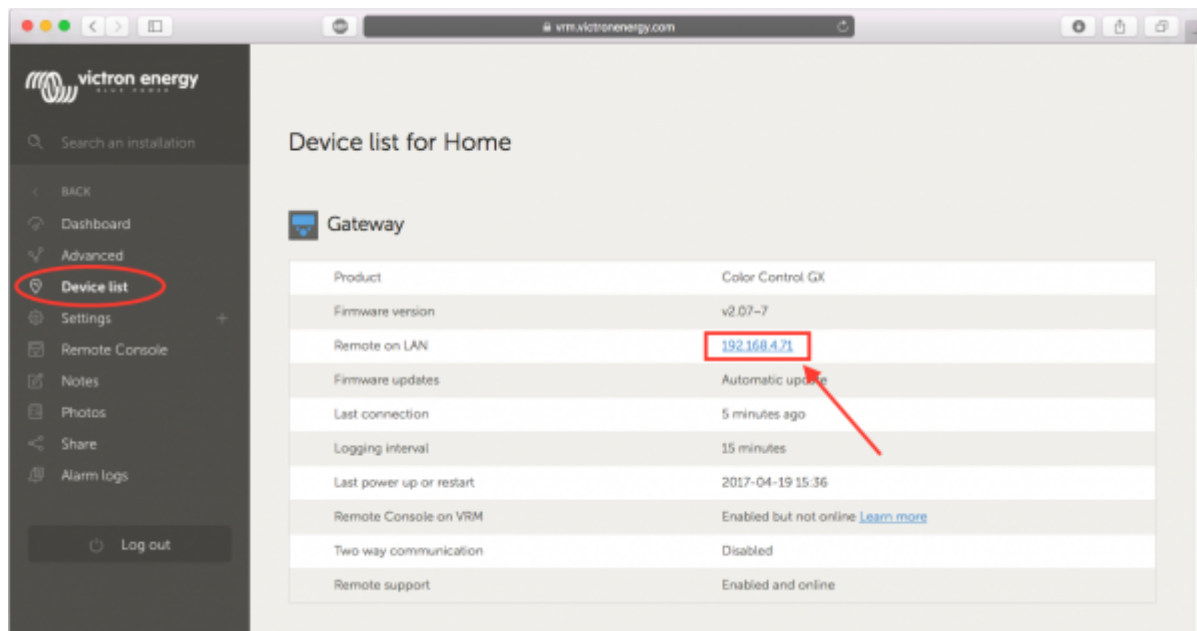 vrm.victronenergy.com
victron energy
BLUE POWER
Search an installation
BACK
Dashboard
Advanced
Device list
Settings
Remote Console
Notes
Photos
Share
Alarm logs
Log out
Device list for Home
Gateway
Product Color Control GX
Firmware version v2.07~7
Remote on LAN 192.168.4.71
Firmware updates Automatic update
Last connection 5 minutes ago
Logging interval 15 minutes
Last power up or restart 2017-04-19 15:36
Remote Console on VRM Enabled but not online Learn more
Two way communication Disabled
Remote support Enabled and online